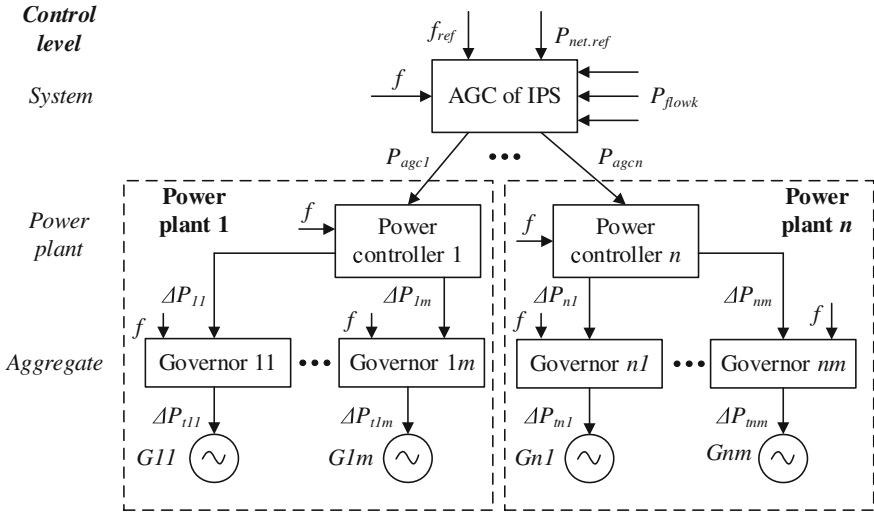 Control
level
f_ref
P_net.ref
System
f
AGC of IPS
P_flowk
P_agc1
•••
P_agcn
Power
plant 1
Power
plant n
Power
plant
f
Power
controller 1
f
Power
controller n
ΔP_11
ΔP_1m
ΔP_n1
ΔP_nm
f
f
f
f
Aggregate
Governor 11
•••
Governor 1m
Governor n1
•••
Governor nm
ΔP_t11
ΔP_t1m
ΔP_tn1
ΔP_tnm
G11
G1m
Gn1
Gnm